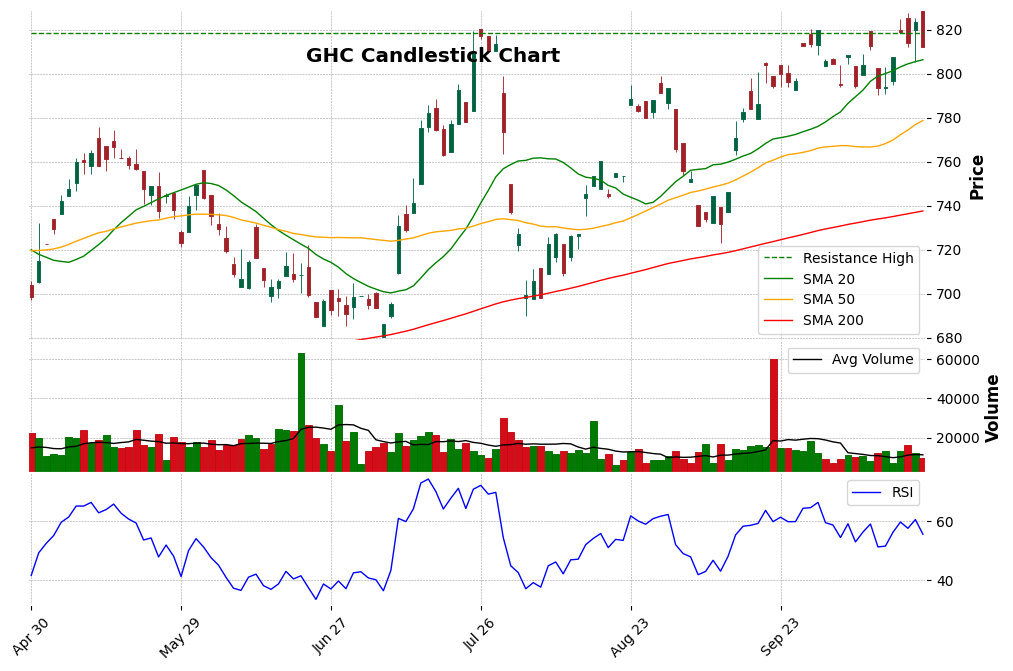 GHC Candlestick Chart
820
800
780
760
740
720
700
680
Price
Resistance High
SMA 20
SMA 50
SMA 200
Avg Volume
60000
40000
20000
Volume
RSI
60
40
Apr 30
May 29
Jun 27
Jul 26
Aug 23
Sep 23